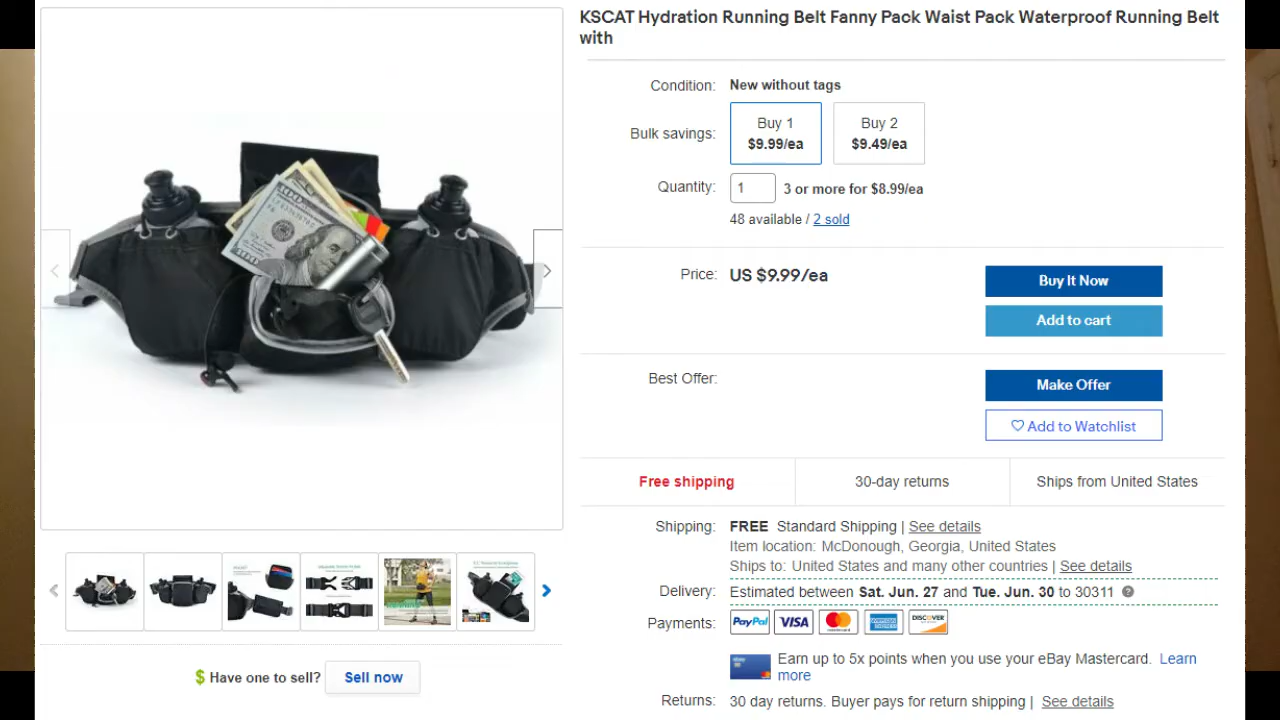 KSCAT Hydration Running Belt Fanny Pack Waist Pack Waterproof Running Belt
with
Condition: New without tags
Bulk savings:
Buy 1
$9.99/ea
Buy 2
$9.49/ea
Quantity: 1 3 or more for $8.99/ea
48 available / 2 sold
Price: US $9.99/ea
Buy It Now
Add to cart
Best Offer:
Make Offer
Add to Watchlist
Free shipping
30-day returns
Ships from United States
Shipping: FREE Standard Shipping | See details
Item location: McDonough, Georgia, United States
Ships to: United States and many other countries | See details
Delivery: Estimated between Sat. Jun. 27 and Tue. Jun. 30 to 30311
Payments: PayPal VISA mastercard DISCOVER
Earn up to 5x points when you use your eBay Mastercard. Learn
more
Returns: 30 day returns. Buyer pays for return shipping | See details
$ Have one to sell? Sell now
100